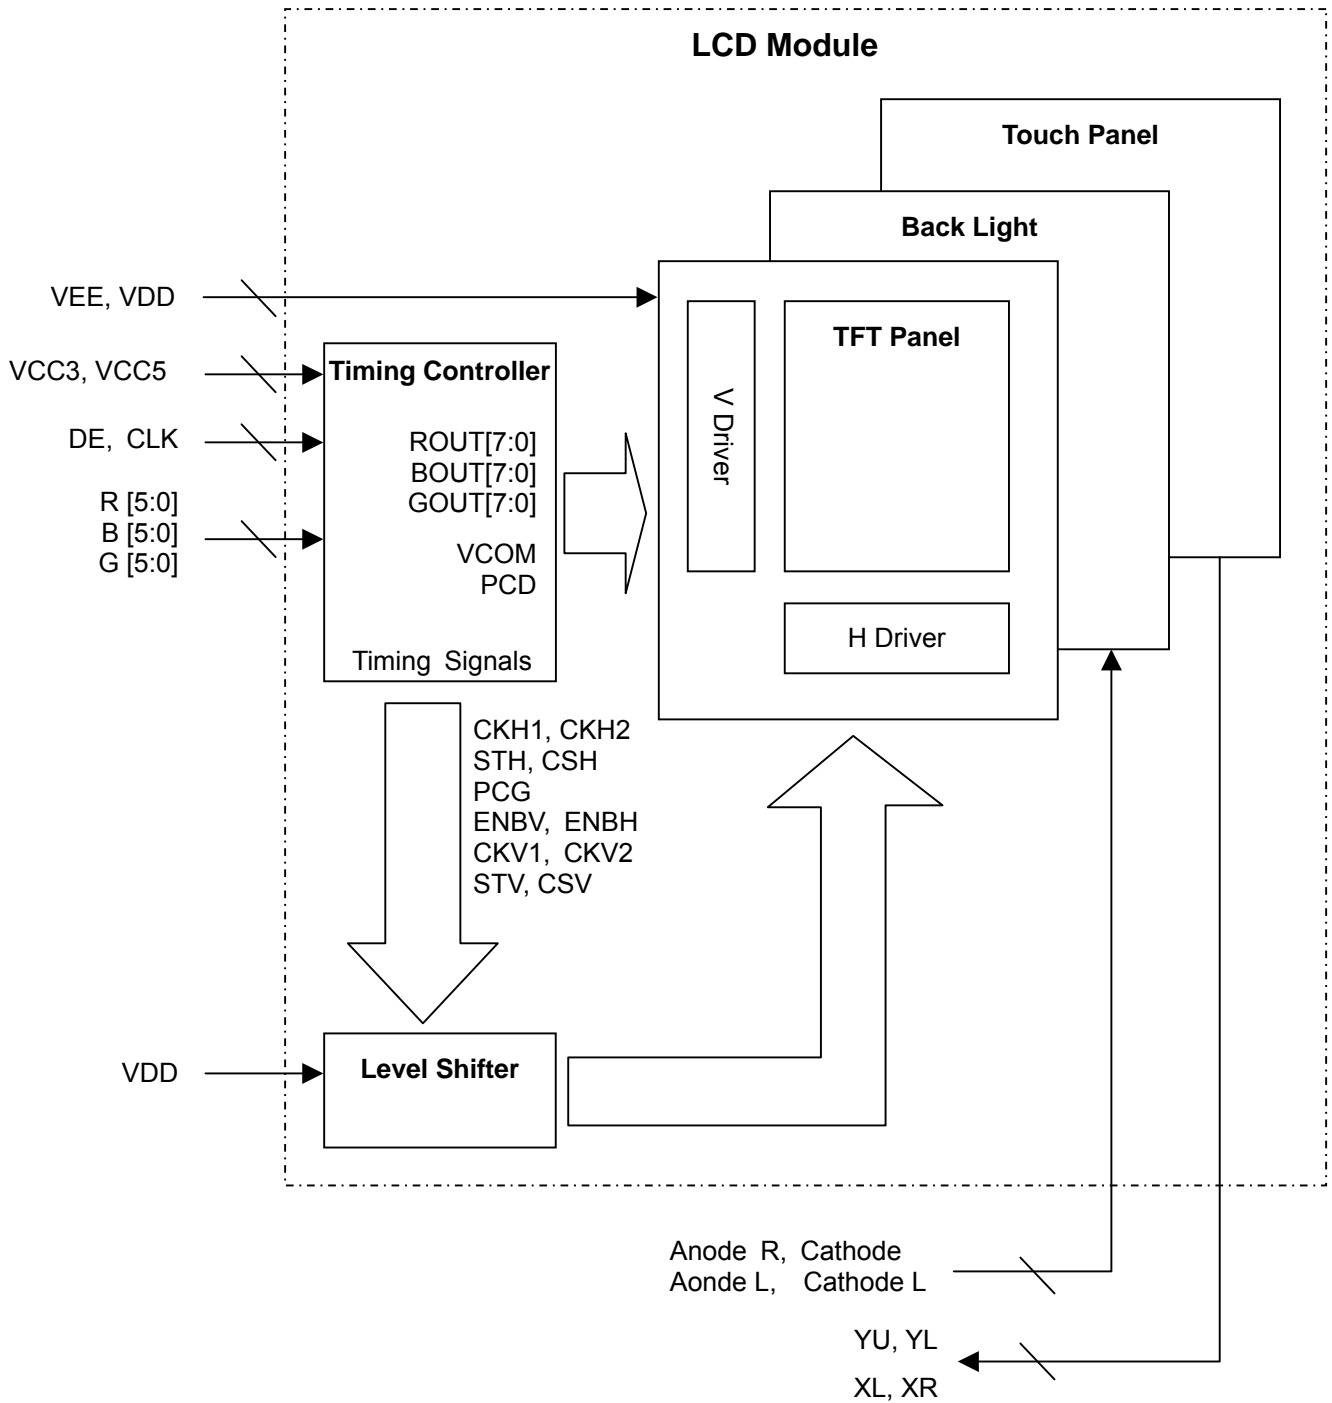 LCD Module
Touch Panel
Back Light
VEE, VDD
TFT Panel
V Driver
H Driver
VCC3, VCC5
Timing Controller
DE, CLK
R [5:0]
B [5:0]
G [5:0]
ROUT[7:0]
BOUT[7:0]
GOUT[7:0]
VCOM
PCD
Timing Signals
CKH1, CKH2
STH, CSH
PCG
ENBV, ENBH
CKV1, CKV2
STV, CSV
VDD
Level Shifter
Anode R, Cathode
Aonde L, Cathode L
YU, YL
XL, XR